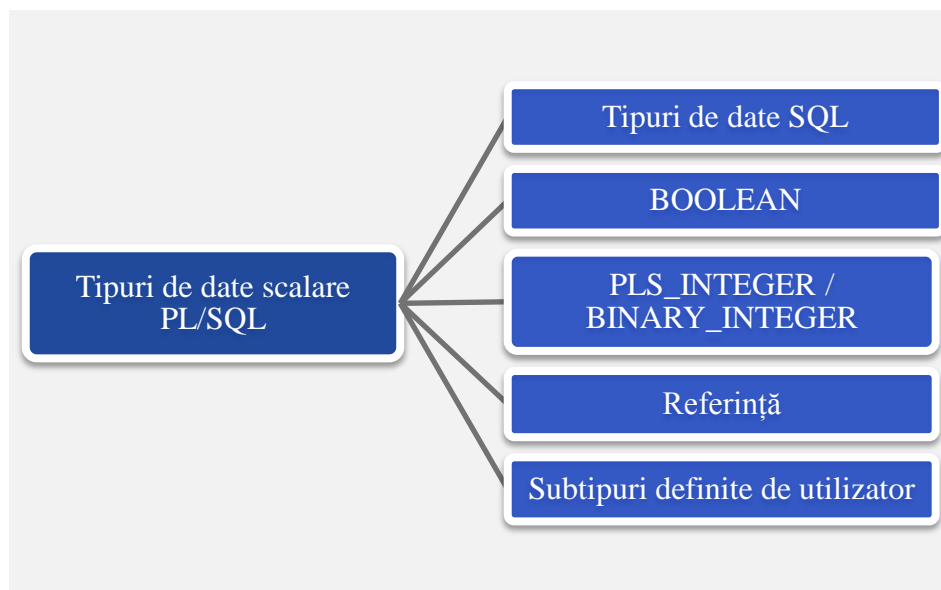 Tipuri de date SQL
BOOLEAN
Tipuri de date scalare
PL/SQL
PLS_INTEGER /
BINARY_INTEGER
Referință
Subtipuri definite de utilizator